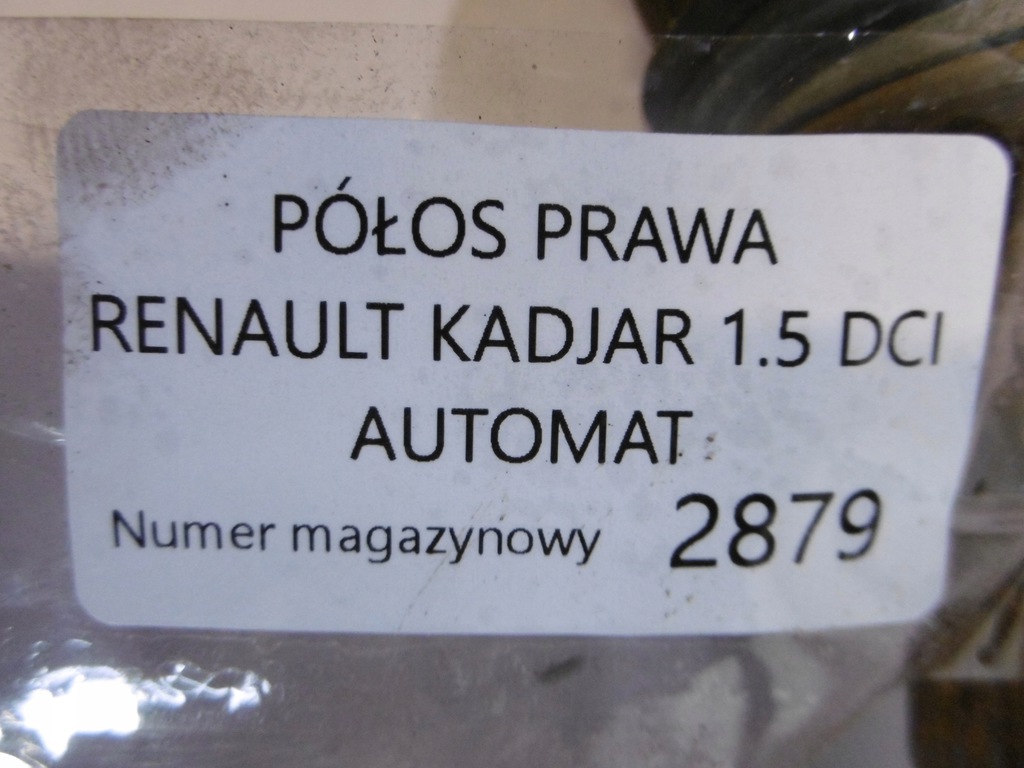 PÓŁOS PRAWA
RENAULT KADJAR 1.5 DCI
AUTOMAT
Numer magazynowy 2879